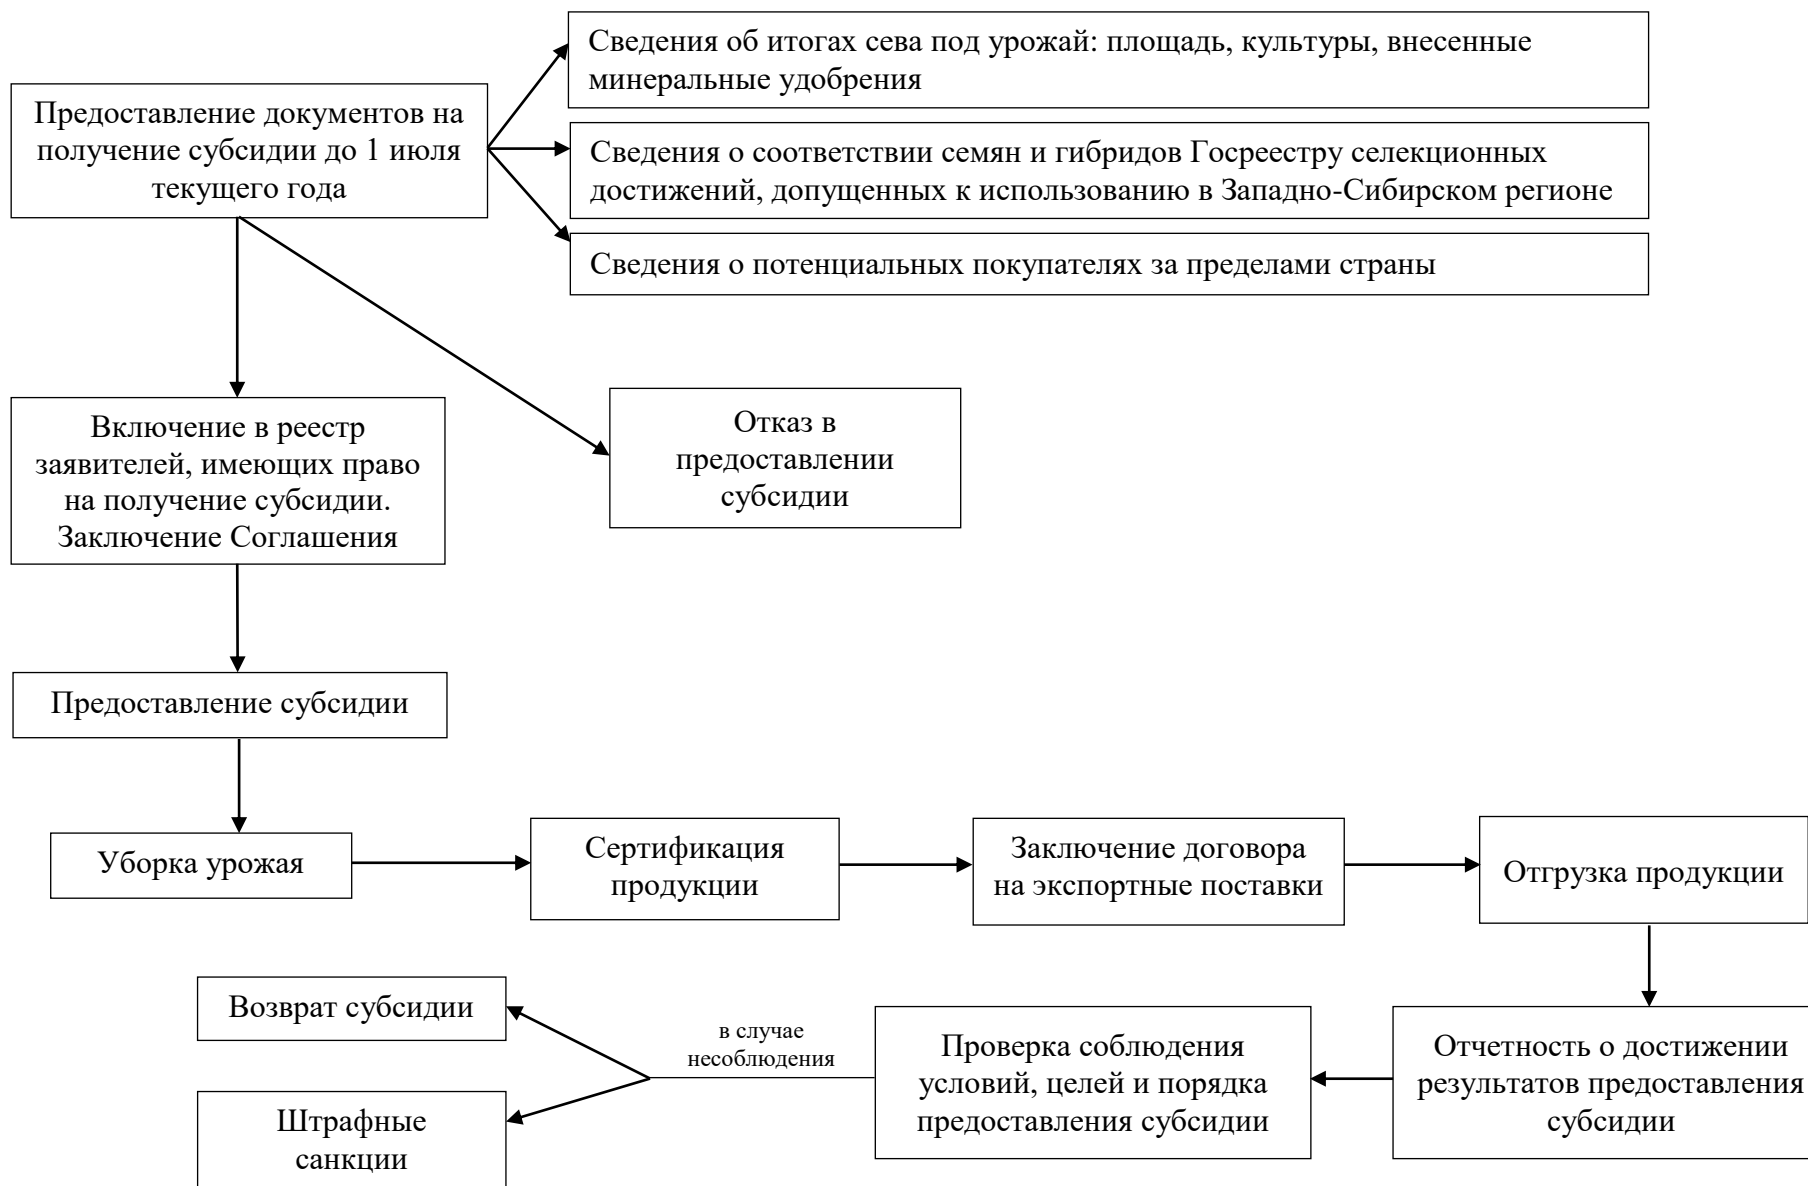 Сведения об итогах сева под урожай: площадь, культуры, внесенные
минеральные удобрения
Предоставление документов на
получение субсидии до 1 июля
текущего года
Сведения о соответствии семян и гибридов Госреестру селекционных
достижений, допущенных к использованию в Западно-Сибирском регионе
Сведения о потенциальных покупателях за пределами страны
Включение в реестр
заявителей, имеющих право
на получение субсидии.
Заключение Соглашения
Отказ в
предоставлении
субсидии
Предоставление субсидии
Уборка урожая
Сертификация
продукции
Заключение договора
на экспортные поставки
Отгрузка продукции
Отчетность о достижении
результатов предоставления
субсидии
Проверка соблюдения
условий, целей и порядка
предоставления субсидии
в случае
несоблюдения
Возврат субсидии
Штрафные
санкции